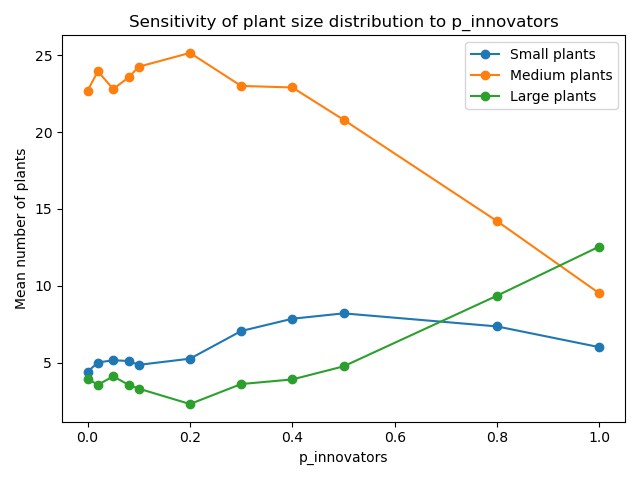 Sensitivity of plant size distribution to p_innovators
Small plants
Medium plants
Large plants
Mean number of plants
25
20
15
10
5
0.0 0.2 0.4 0.6 0.8 1.0
p_innovators